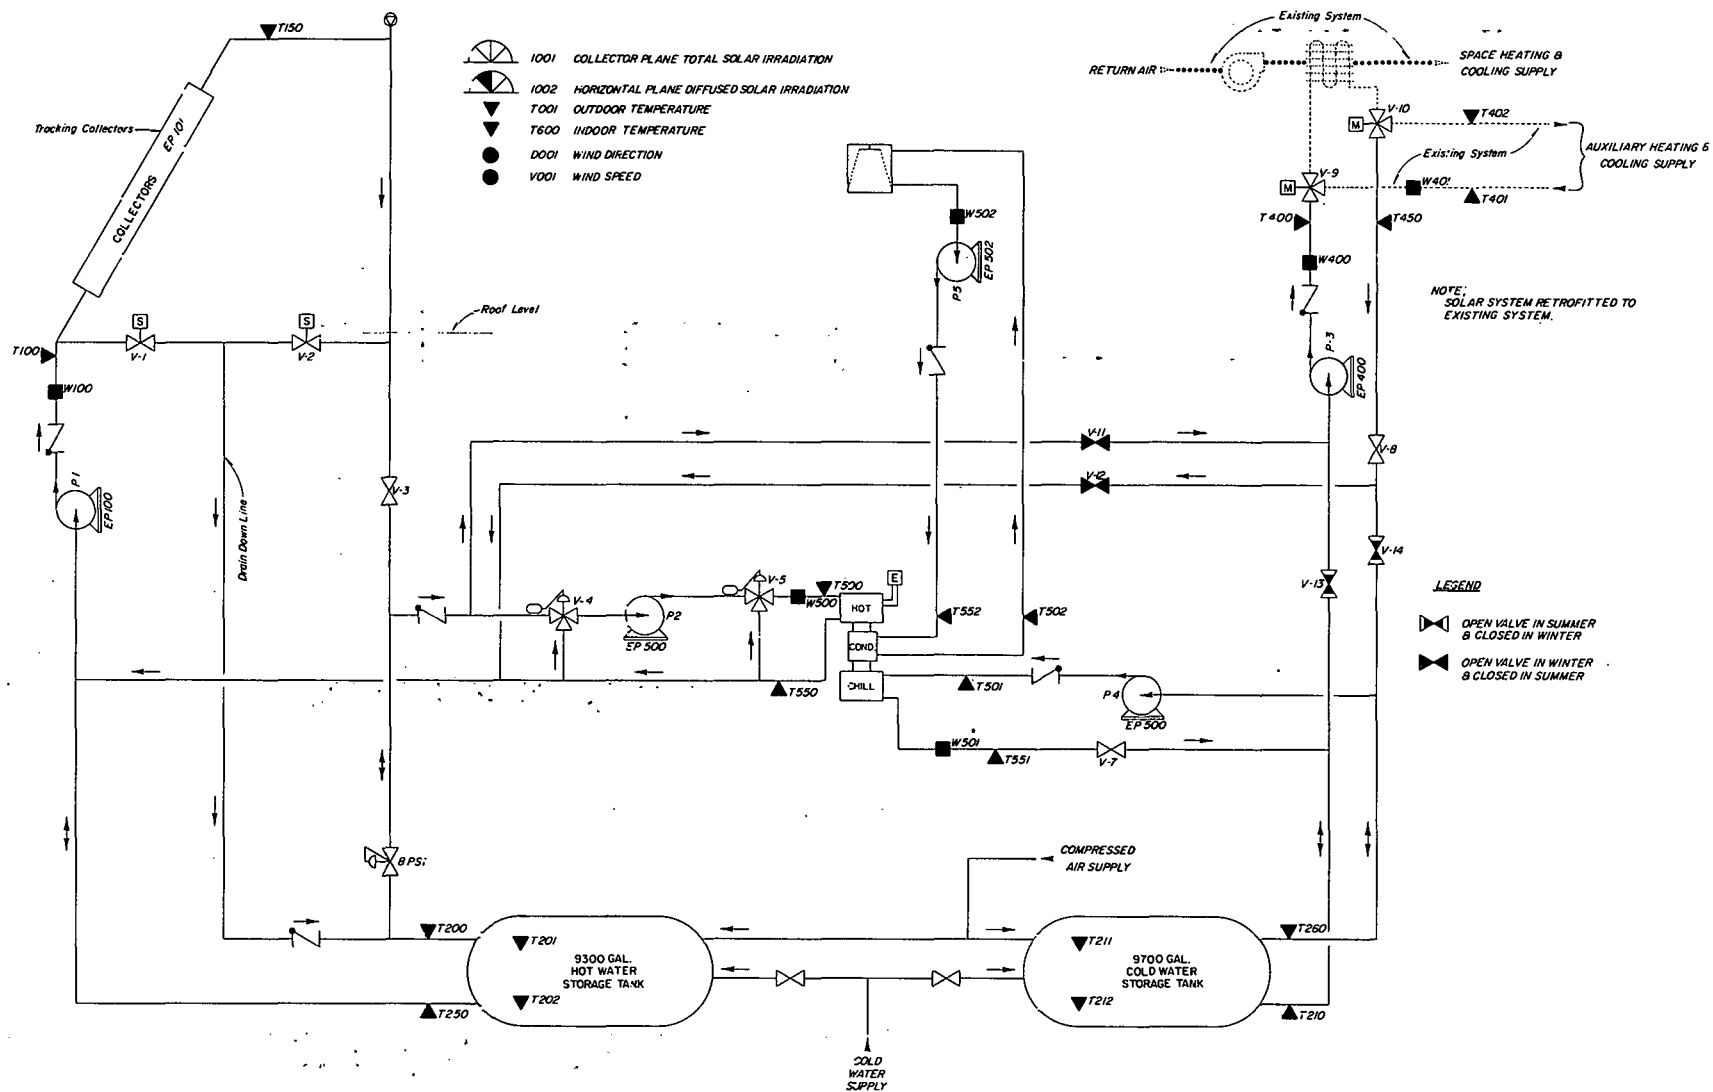 T150
I001 COLLECTOR PLANE TOTAL SOLAR IRRADIATION
I002 HORIZONTAL PLANE DIFFUSED SOLAR IRRADIATION
T001 OUTDOOR TEMPERATURE
T600 INDOOR TEMPERATURE
D001 WIND DIRECTION
V001 WIND SPEED
Existing System
RETURN AIR
SPACE HEATING &
COOLING SUPPLY
V-10
T402
M
Existing System
AUXILIARY HEATING &
COOLING SUPPLY
V-9
M
W401
T401
T400
T450
W400
NOTE:
SOLAR SYSTEM RETROFITTED TO
EXISTING SYSTEM.
P-3
EP 400
Tracking Collectors
EP 101
COLLECTORS
W502
EP 502
P5
Roof Level
S
V-1
S
V-2
T100
W100
P1
EP100
Drain Down Line
V-3
V-11
V-12
V-8
V-14
V-13
LEGEND
OPEN VALVE IN SUMMER
& CLOSED IN WINTER
OPEN VALVE IN WINTER
& CLOSED IN SUMMER
V-4
P2
EP 500
V-5
T500
W500
E
HOT
COND.
CHILL
T552
T502
T550
T501
P4
EP 500
W501
T551
V-7
8 PSi
COMPRESSED
AIR SUPPLY
T200
T201
9300 GAL.
HOT WATER
STORAGE TANK
T202
T250
T211
9700 GAL.
COLD WATER
STORAGE TANK
T212
T260
T210
COLD
WATER
SUPPLY